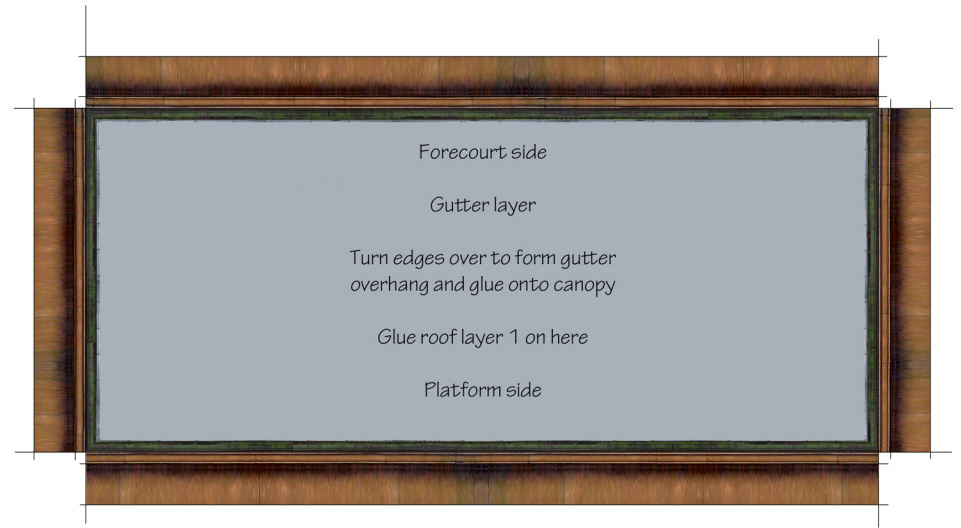 Forecourt side
Gutter layer
Turn edges over to form gutter
overhang and glue onto canopy
Glue roof layer 1 on here
Platform side